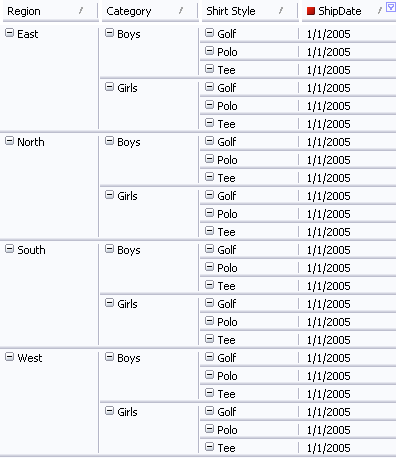 Region Category Shirt Style ShipDate
East Boys Golf 1/1/2005
Polo 1/1/2005
Tee 1/1/2005
Girls Golf 1/1/2005
Polo 1/1/2005
Tee 1/1/2005
North Boys Golf 1/1/2005
Polo 1/1/2005
Tee 1/1/2005
Girls Golf 1/1/2005
Polo 1/1/2005
Tee 1/1/2005
South Boys Golf 1/1/2005
Polo 1/1/2005
Tee 1/1/2005
Girls Golf 1/1/2005
Polo 1/1/2005
Tee 1/1/2005
West Boys Golf 1/1/2005
Polo 1/1/2005
Tee 1/1/2005
Girls Golf 1/1/2005
Polo 1/1/2005
Tee 1/1/2005